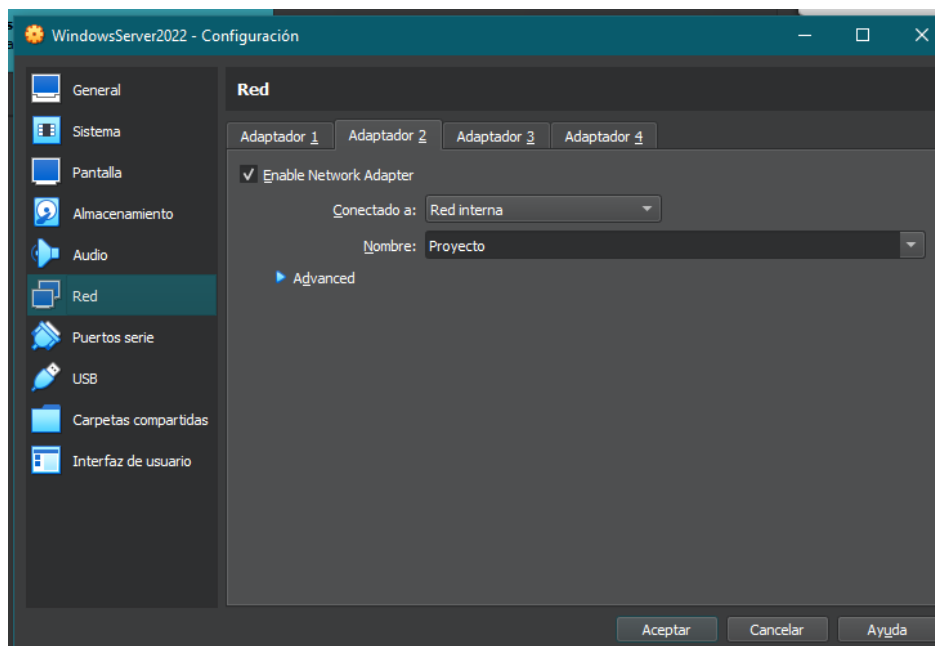 WindowsServer2022 - Configuración
General
Sistema
Pantalla
Almacenamiento
Audio
Red
Puertos serie
USB
Carpetas compartidas
Interfaz de usuario
Red
Adaptador 1 Adaptador 2 Adaptador 3 Adaptador 4
Enable Network Adapter
Conectado a: Red interna
Nombre: Proyecto
Advanced
Aceptar Cancelar Ayuda